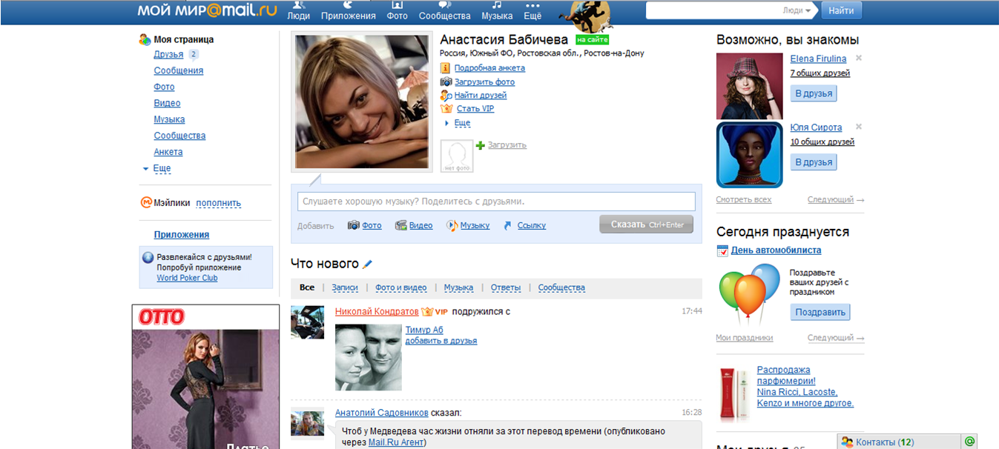 МОЙ МИР@mail.ru
Люди
Приложения
Фото
Сообщества
Музыка
Ещё
Люди
Найти
Моя страница
Друзья 2
Сообщения
Фото
Видео
Музыка
Сообщества
Анкета
Еще
Мэйлики пополнить
Приложения
Развлекайся с друзьями!
Попробуй приложение
World Poker Club
OTTO
Анастасия Бабичева на сайте
Россия, Южный ФО, Ростовская обл., Ростов-на-Дону
Подробная анкета
Загрузить фото
Найти друзей
Стать VIP
Еще
нет фото
Загрузить
Слушаете хорошую музыку? Поделитесь с друзьями.
Добавить Фото Видео Музыку Ссылку
Сказать Ctrl+Enter
Что нового
Все | Записи | Фото и видео | Музыка | Ответы | Сообщества
Николай Кондратов VIP подружился с 17:44
Тимур Аб
добавить в друзья
Анатолий Садовников сказал: 16:28
Чтоб у Медведева час жизни отняли за этот перевод времени (опубликовано
через Mail.Ru Агент)
Возможно, вы знакомы
Elena Firulina
7 общих друзей
В друзья
Юля Сирота
10 общих друзей
В друзья
Смотреть всех Следующий →
Сегодня празднуется
День автомобилиста
Поздравьте
ваших друзей с
праздником
Поздравить
Мои праздники Следующий →
Распродажа
парфюмерии!
Nina Ricci, Lacoste,
Kenzo и многое другое.
Контакты (12)